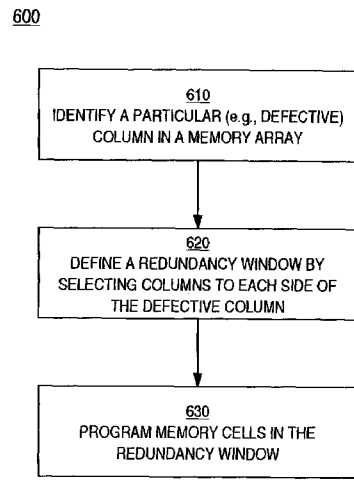 600
610
IDENTIFY A PARTICULAR (e.g., DEFECTIVE)
COLUMN IN A MEMORY ARRAY
620
DEFINE A REDUNDANCY WINDOW BY
SELECTING COLUMNS TO EACH SIDE OF
THE DEFECTIVE COLUMN
630
PROGRAM MEMORY CELLS IN THE
REDUNDANCY WINDOW